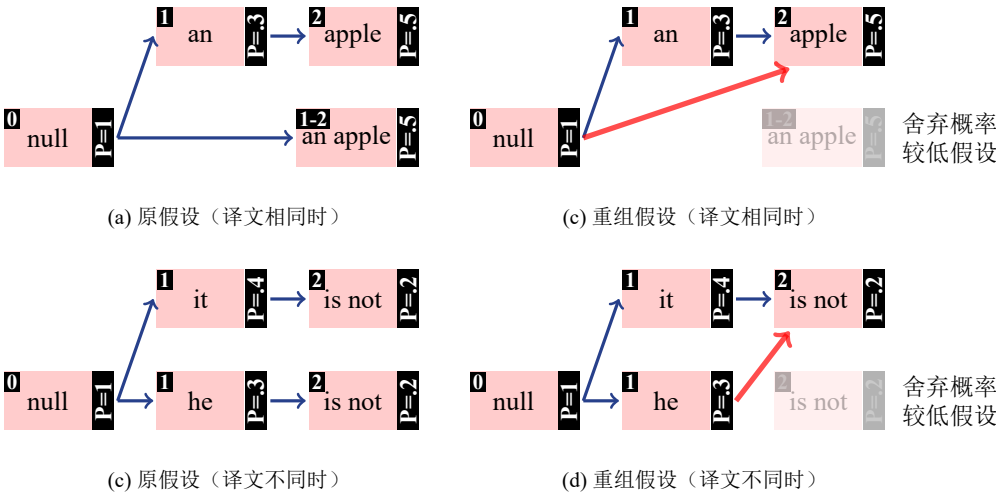 1 an P=.3 2 apple P=.5
0 null P=1 1-2 an apple P=.5
(a) 原假设（译文相同时）
1 an P=.3 2 apple P=.5
0 null P=1 1-2 an apple P=.5
舍弃概率
较低假设
(c) 重组假设（译文相同时）
1 it P=.4 2 is not P=.2
0 null P=1 1 he P=.3 2 is not P=.2
(c) 原假设（译文不同时）
1 it P=.4 2 is not P=.2
0 null P=1 1 he P=.3 2 is not P=.2
舍弃概率
较低假设
(d) 重组假设（译文不同时）